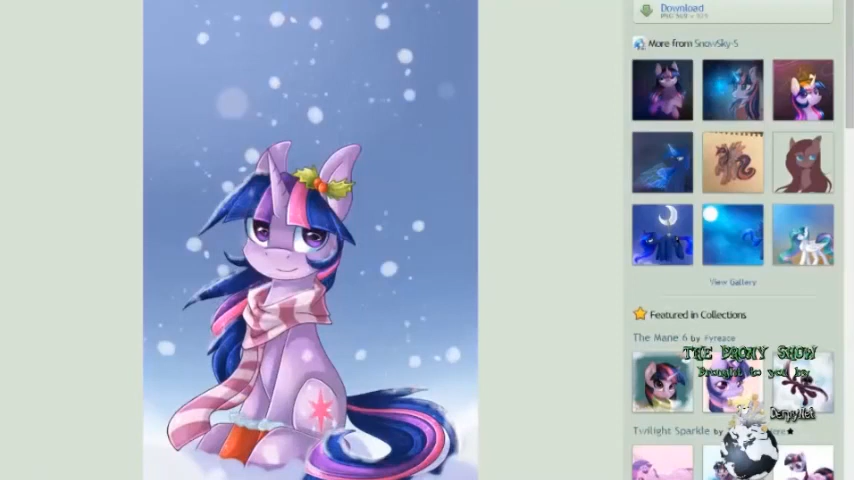 Download
More from SnowSky-S
View Gallery
Featured in Collections
The Mane 6 by Fyreace
THE BRONY SHOW
Brought to you by
DerpyNet
Twilight Sparkle by